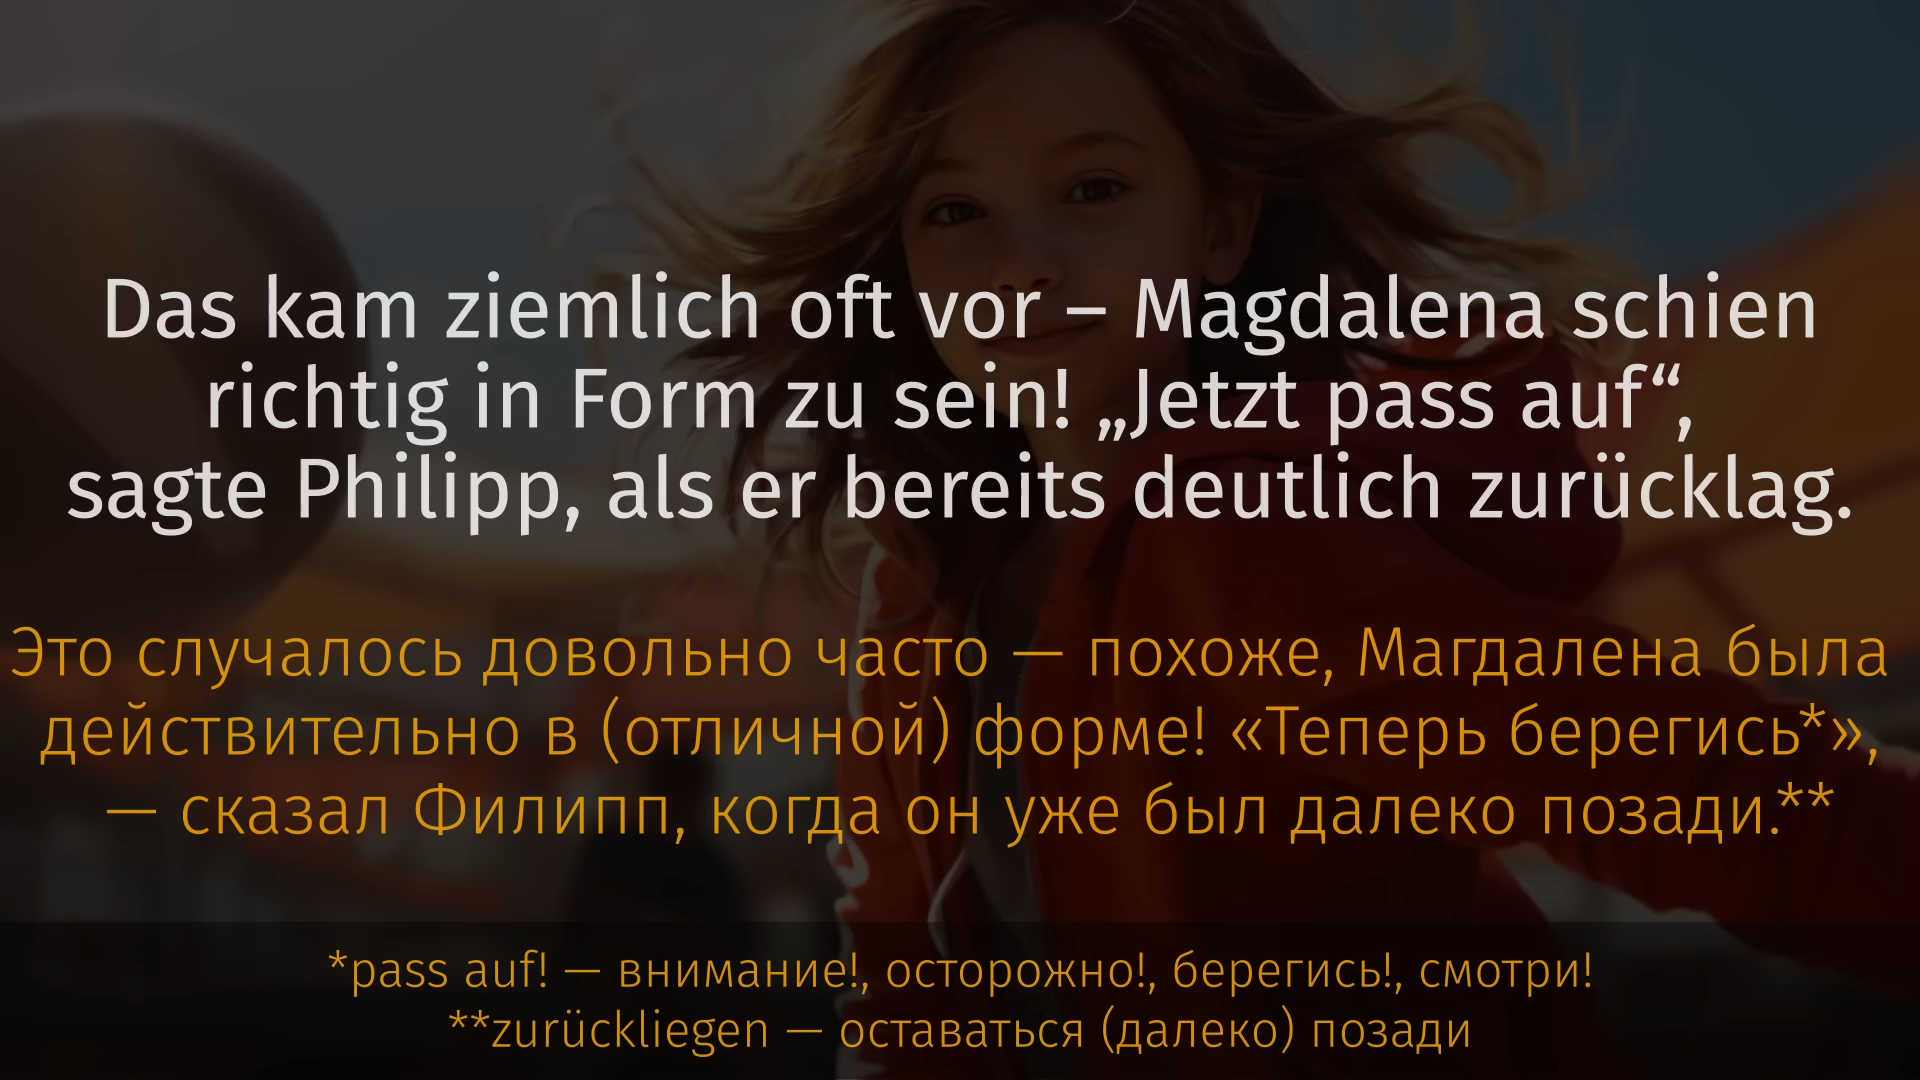 Das kam ziemlich oft vor – Magdalena schien
richtig in Form zu sein! „Jetzt pass auf“,
sagte Philipp, als er bereits deutlich zurücklag.
Это случалось довольно часто — похоже, Магдалена была
действительно в (отличной) форме! «Теперь берегись*»,
— сказал Филипп, когда он уже был далеко позади.**
*pass auf! — внимание!, осторожно!, берегись!, смотри!
**zurückliegen — оставаться (далеко) позади